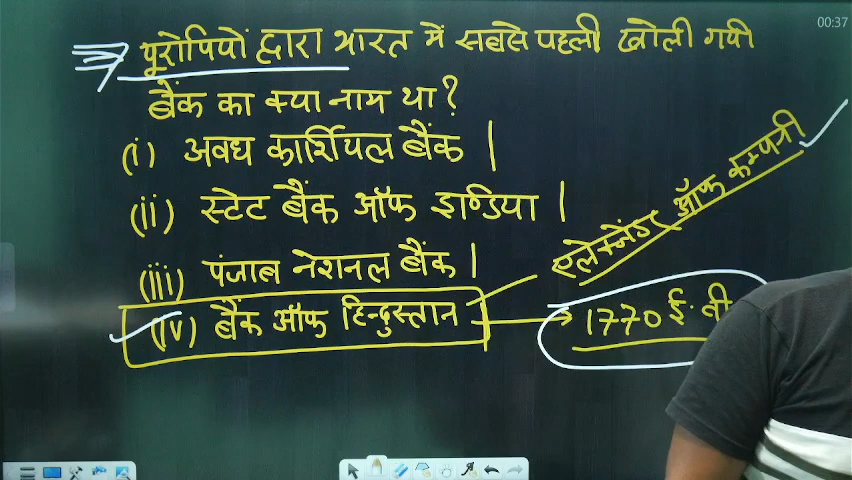 00:37
यूरोपियों द्वारा भारत में सबसे पहली खोली गयी
बैंक का क्या नाम था?
(i) अवध कार्शियल बैंक |
(ii) स्टेट बैंक ऑफ इण्डिया |
(iii) पंजाब नेशनल बैंक |
(iv) बैंक ऑफ हिन्दुस्तान
एलेक्जेंडर ऑफ कम्पनी
1770 ई. वी